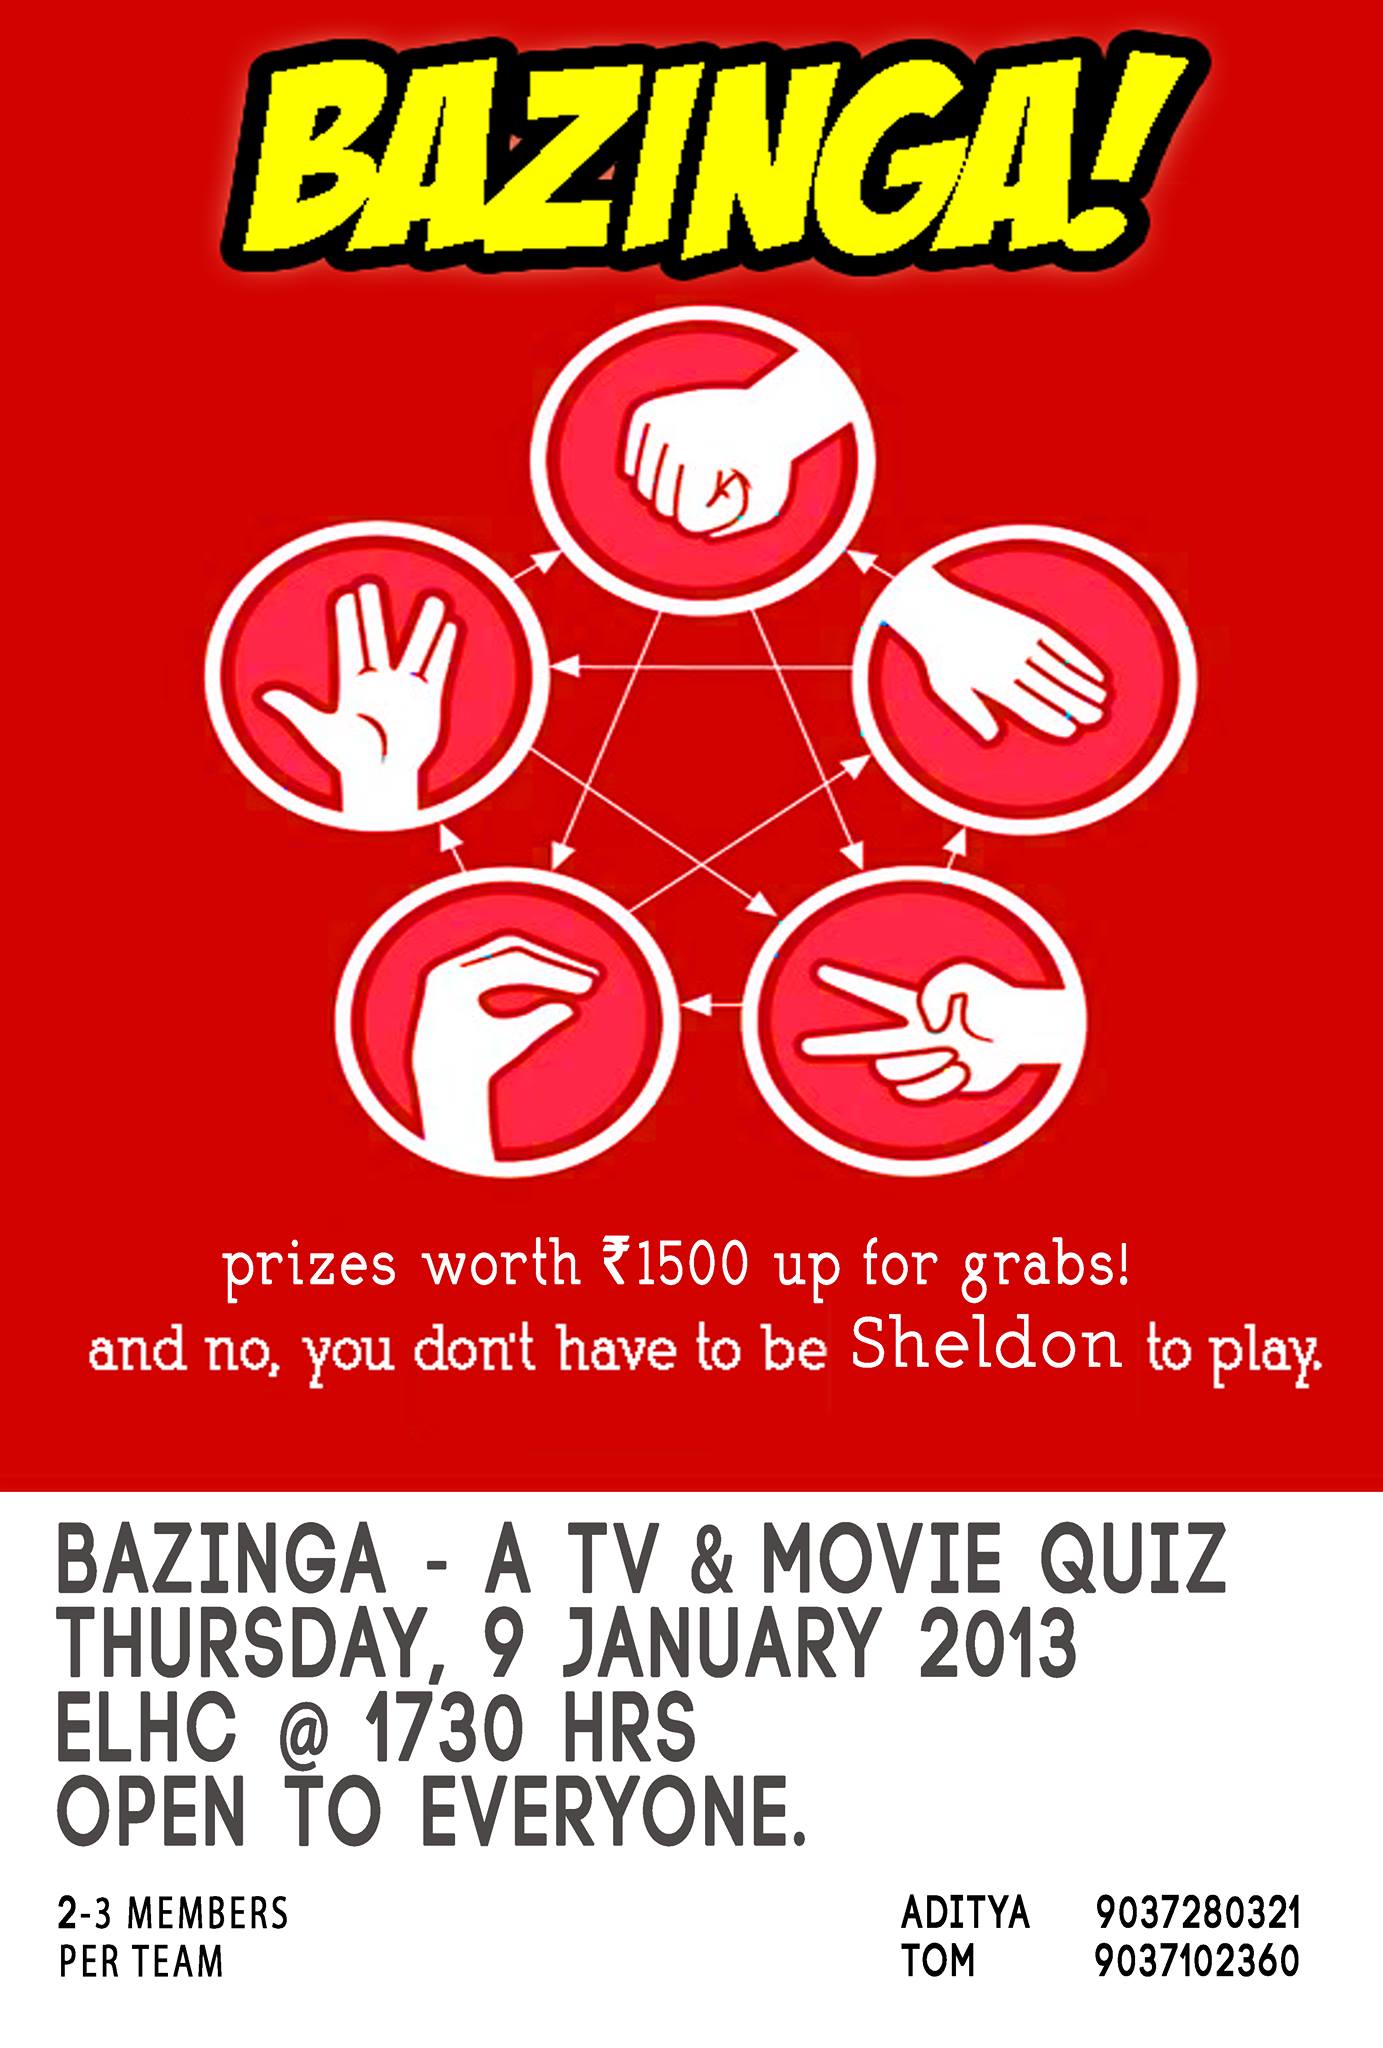 BAZINGA!
prizes worth ₹1500 up for grabs!
and no, you don't have to be Sheldon to play.
BAZINGA - A TV & MOVIE QUIZ
THURSDAY, 9 JANUARY 2013
ELHC @ 1730 HRS
OPEN TO EVERYONE.
2-3 MEMBERS
PER TEAM
ADITYA 9037280321
TOM 9037102360